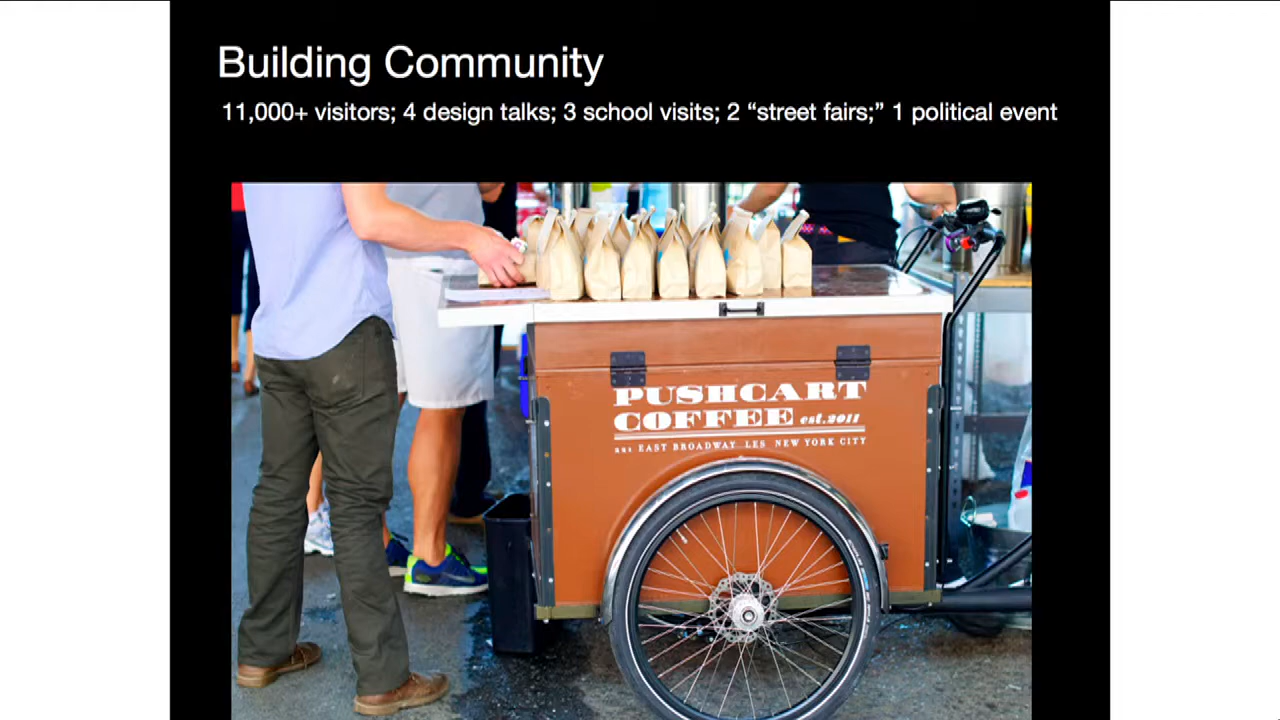 Building Community
11,000+ visitors; 4 design talks; 3 school visits; 2 “street fairs;” 1 political event
PUSHCART
COFFEE est.2011
221 EAST BROADWAY LES NEW YORK CITY